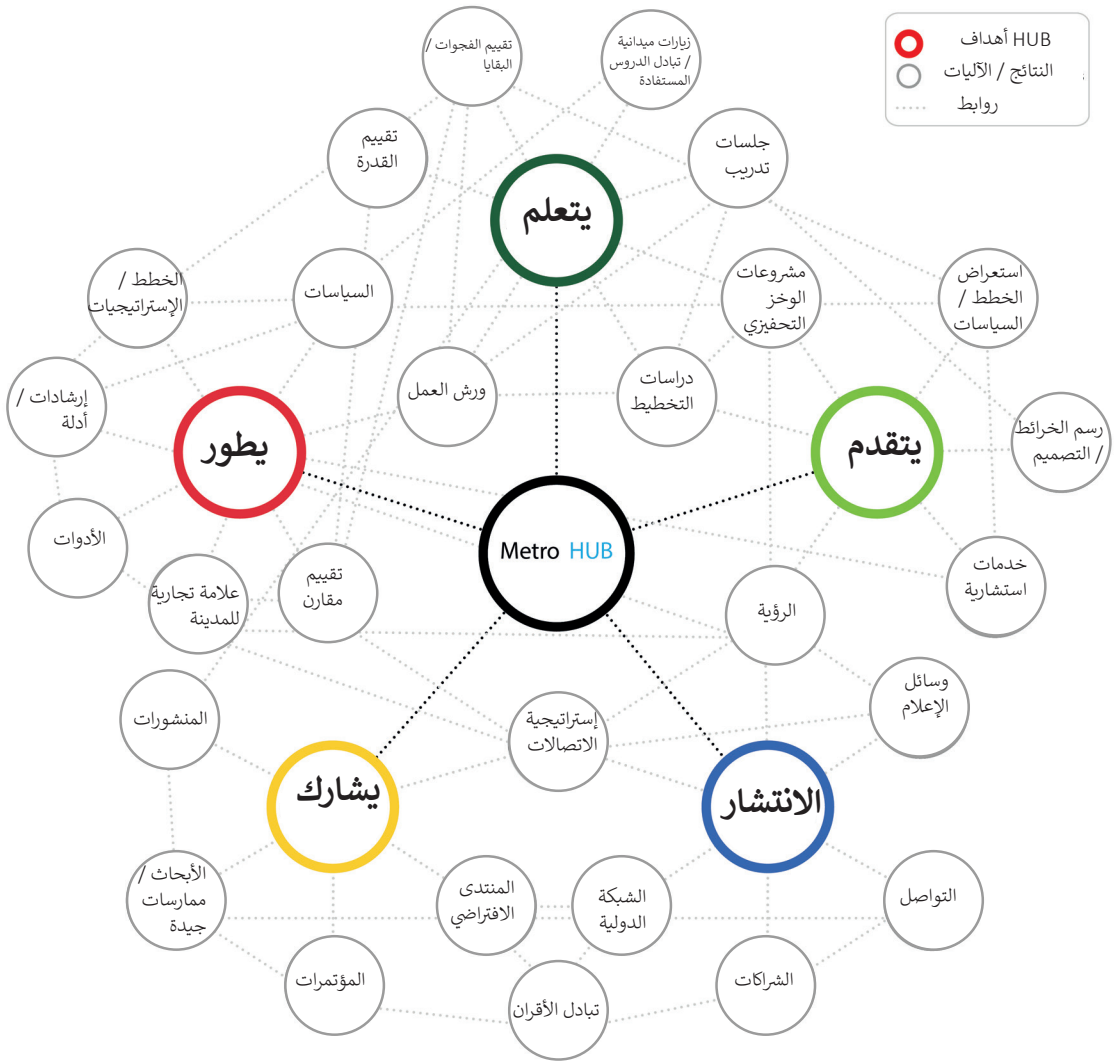 HUB أهداف
النتائج / الآليات
روابط
تقييم الفجوات /
البقايا
زيارات ميدانية
/ تبادل الدروس
المستفادة
تقييم
القدرة
جلسات
تدريب
يتعلم
الخطط /
الإستراتيجيات
السياسات
مشروعات
الوخز
التحفيزي
استعراض
الخطط /
السياسات
إرشادات /
أدلة
ورش العمل
دراسات
التخطيط
رسم الخرائط
/ التصميم
يطور
يتقدم
الأدوات
Metro HUB
علامة تجارية
للمدينة
تقييم
مقارن
الرؤية
خدمات
استشارية
المنشورات
إستراتيجية
الاتصالات
وسائل
الإعلام
يشارك
الانتشار
الأبحاث /
ممارسات
جيدة
المنتدى
الافتراضي
الشبكة
الدولية
التواصل
المؤتمرات
تبادل الأقران
الشراكات